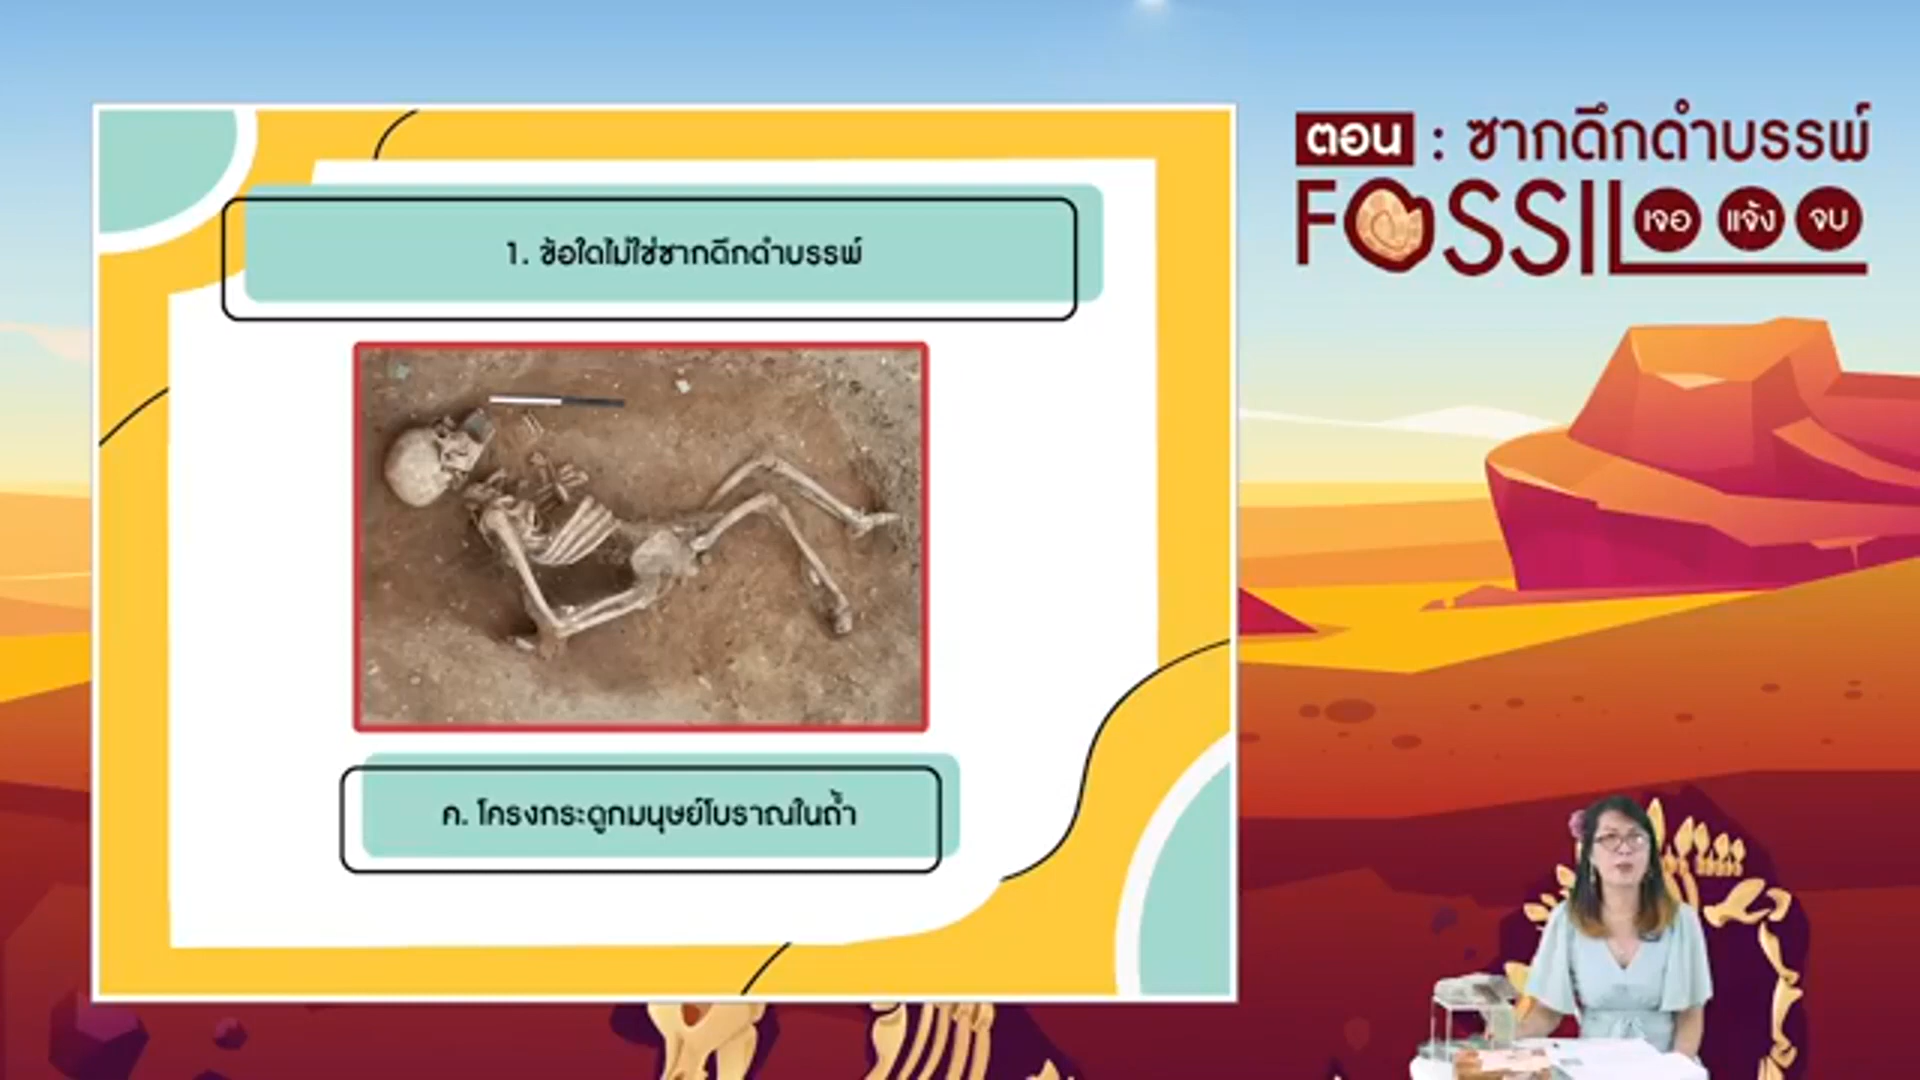 1. ข้อใดไม่ใช่ซากดึกดำบรรพ์
ค. โครงกระดูกมนุษย์โบราณในถ้ำ
ตอน : ซากดึกดำบรรพ์
FOSSIL เจอ แจ้ง จบ